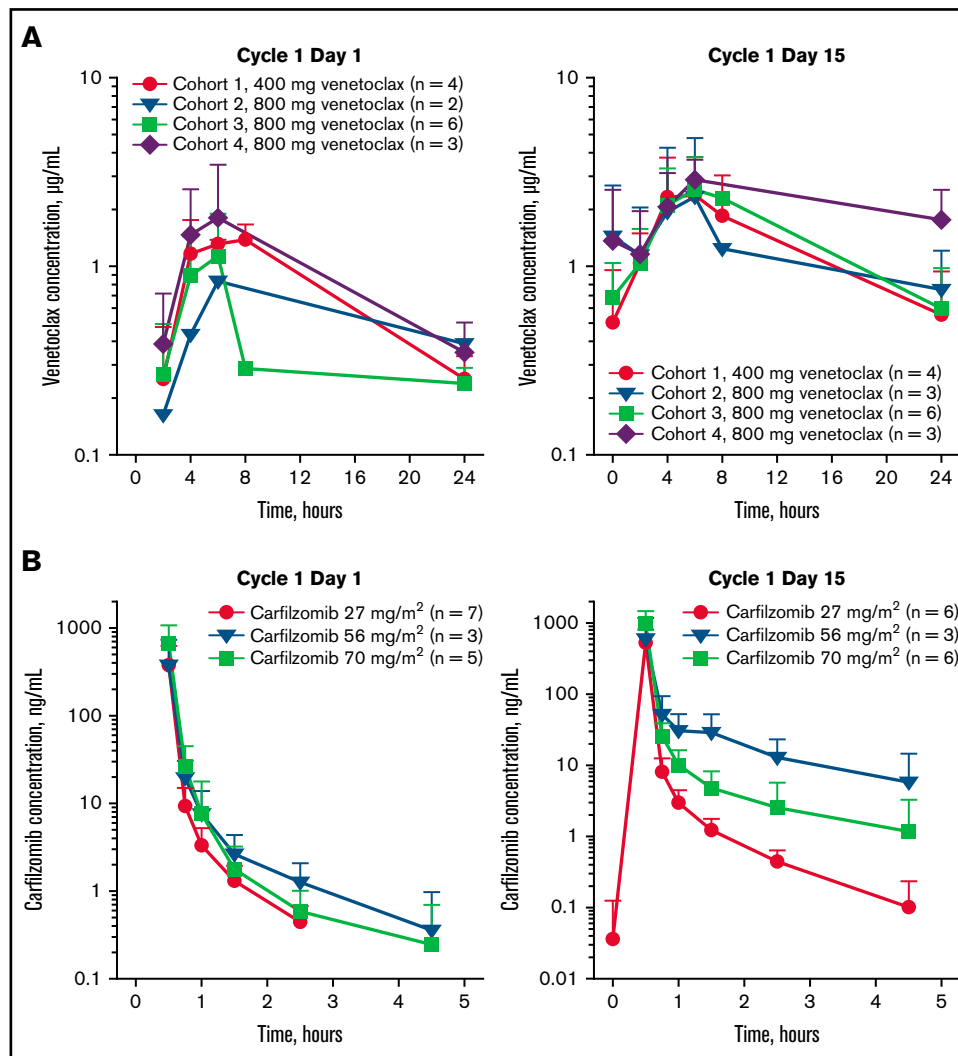 A
Cycle 1 Day 1
Venetoclax concentration, µg/mL
10
1
0.1
Cohort 1, 400 mg venetoclax (n = 4)
Cohort 2, 800 mg venetoclax (n = 2)
Cohort 3, 800 mg venetoclax (n = 6)
Cohort 4, 800 mg venetoclax (n = 3)
0 4 8 12 16 20 24
Time, hours
Cycle 1 Day 15
Venetoclax concentration, µg/mL
10
1
0.1
Cohort 1, 400 mg venetoclax (n = 4)
Cohort 2, 800 mg venetoclax (n = 3)
Cohort 3, 800 mg venetoclax (n = 6)
Cohort 4, 800 mg venetoclax (n = 3)
0 4 8 12 16 20 24
Time, hours
B
Cycle 1 Day 1
Carfilzomib concentration, ng/mL
1000
100
10
1
0.1
Carfilzomib 27 mg/m² (n = 7)
Carfilzomib 56 mg/m² (n = 3)
Carfilzomib 70 mg/m² (n = 5)
0 1 2 3 4 5
Time, hours
Cycle 1 Day 15
Carfilzomib concentration, ng/mL
1000
100
10
1
0.1
0.01
Carfilzomib 27 mg/m² (n = 6)
Carfilzomib 56 mg/m² (n = 3)
Carfilzomib 70 mg/m² (n = 6)
0 1 2 3 4 5
Time, hours